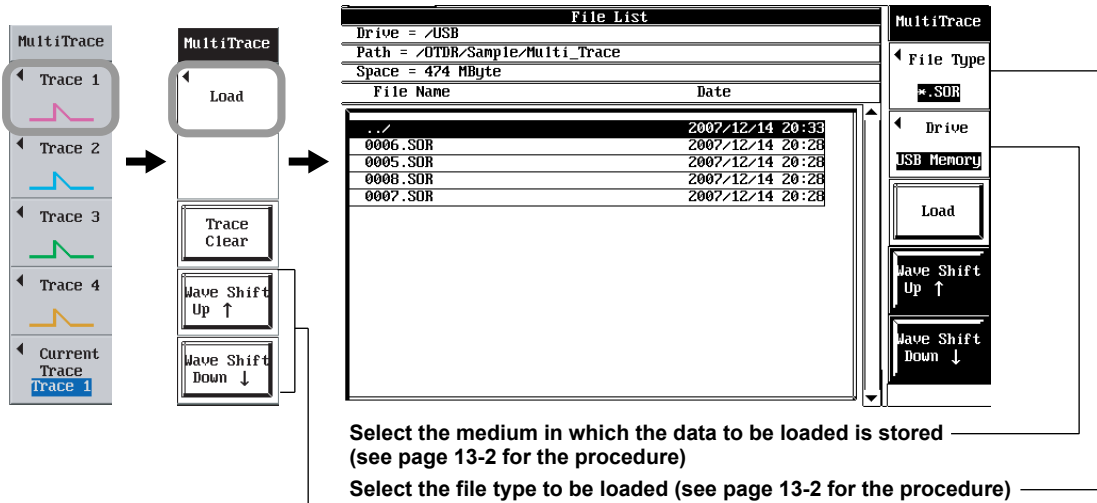 MultiTrace
Trace 1
Trace 2
Trace 3
Trace 4
Current
Trace
Trace 1
MultiTrace
Load
Trace
Clear
Wave Shift
Up ↑
Wave Shift
Down ↓
File List
Drive = /USB
Path = /OTDR/Sample/Multi_Trace
Space = 474 MByte
File Name Date
../ 2007/12/14 20:33
0006.SOR 2007/12/14 20:28
0005.SOR 2007/12/14 20:28
0008.SOR 2007/12/14 20:28
0007.SOR 2007/12/14 20:28
MultiTrace
File Type
*.SOR
Drive
USB Memory
Load
Wave Shift
Up ↑
Wave Shift
Down ↓
Select the medium in which the data to be loaded is stored
(see page 13-2 for the procedure)
Select the file type to be loaded (see page 13-2 for the procedure)